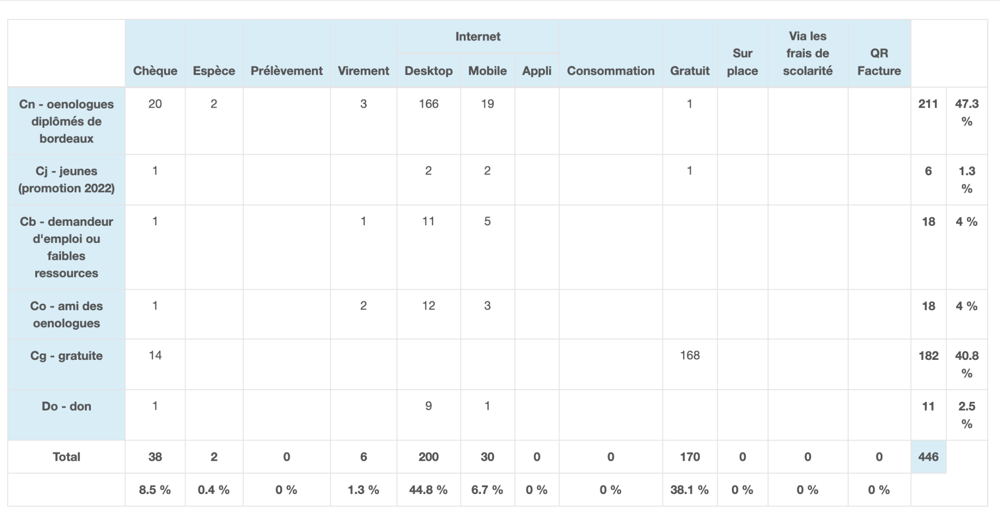 Internet
Via les
frais de
scolarité
Sur
place
QR
Facture
Chèque Espèce Prélèvement Virement Desktop Mobile Appli Consommation Gratuit
Cn - oenologues
diplômés de
bordeaux
20 2 3 166 19 1 211 47.3
%
Cj - jeunes
(promotion 2022)
1 2 2 1 6 1.3
%
Cb - demandeur
d'emploi ou
faibles
ressources
1 1 11 5 18 4 %
Co - ami des
oenologues
1 2 12 3 18 4 %
Cg - gratuite 14 168 182 40.8
%
Do - don 1 9 1 11 2.5
%
Total 38 2 0 6 200 30 0 0 170 0 0 0 446
8.5 % 0.4 % 0 % 1.3 % 44.8 % 6.7 % 0 % 0 % 38.1 % 0 % 0 % 0 %